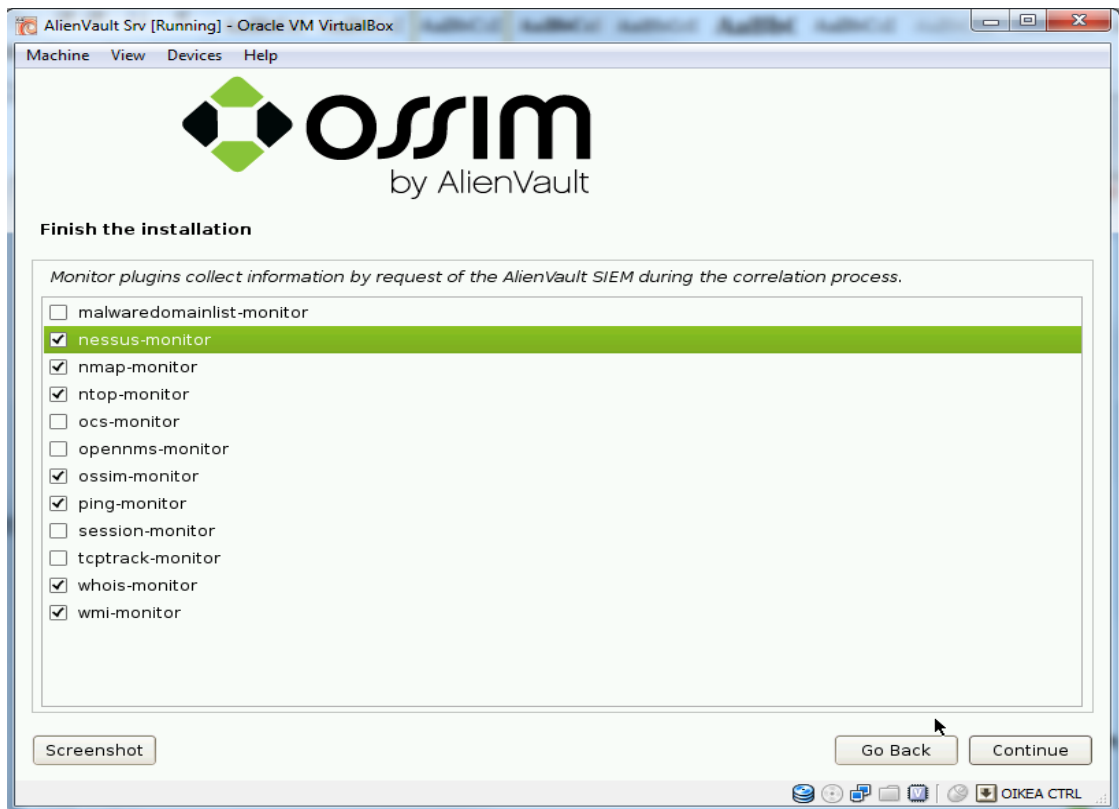 AlienVault Srv [Running] - Oracle VM VirtualBox
Machine View Devices Help
OSSIM
by AlienVault
Finish the installation
Monitor plugins collect information by request of the AlienVault SIEM during the correlation process.
malwaredomainlist-monitor
nessus-monitor
nmap-monitor
ntop-monitor
ocs-monitor
opennms-monitor
ossim-monitor
ping-monitor
session-monitor
tcptrack-monitor
whois-monitor
wmi-monitor
Screenshot Go Back Continue
OIKEA CTRL